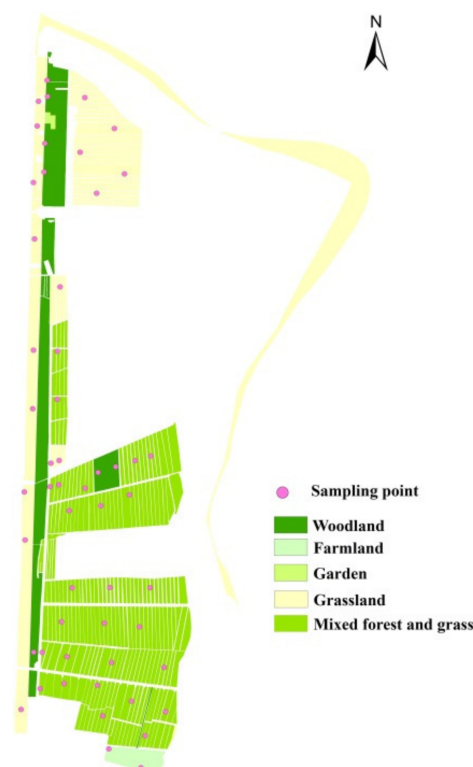 N
Sampling point
Woodland
Farmland
Garden
Grassland
Mixed forest and grass